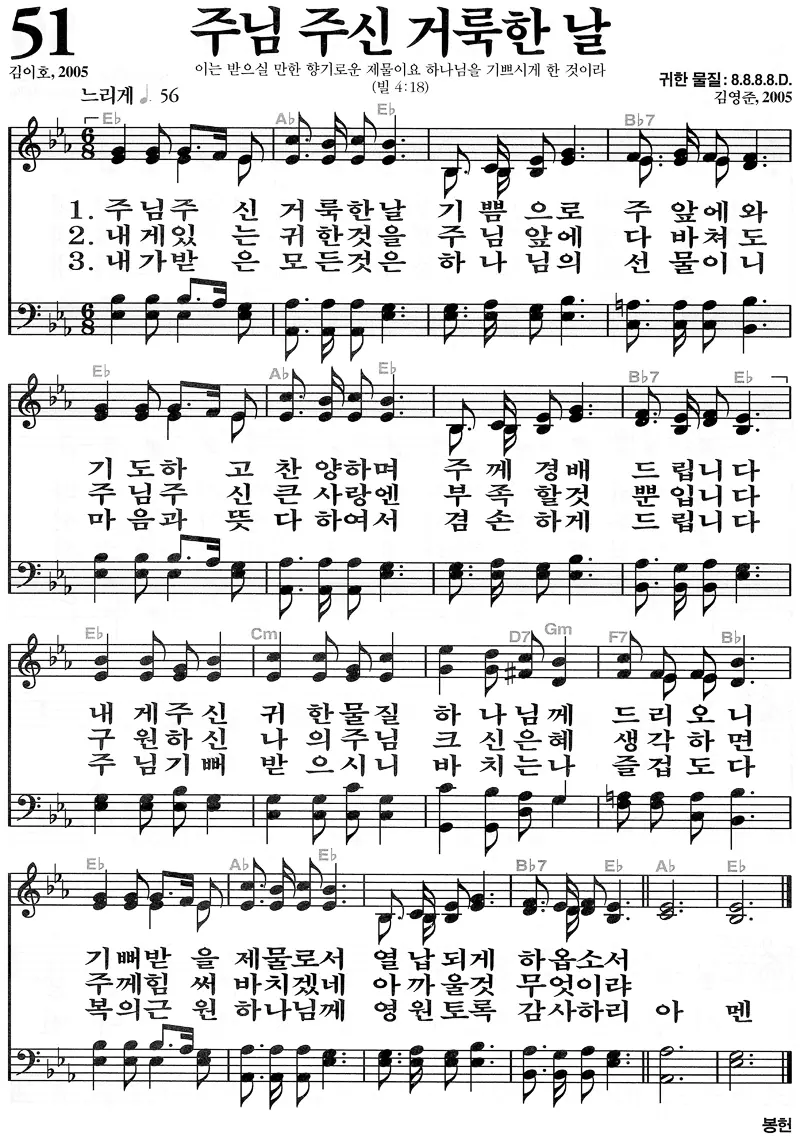 51 주님 주신 거룩한 날
김이호, 2005
이는 받으실 만한 향기로운 제물이요 하나님을 기쁘시게 한 것이라
(빌 4:18)
귀한 물질: 8.8.8.8.D.
김영준, 2005
느리게 ♩. 56
E♭ A♭ E♭ B♭7
6/8
1. 주님주 신 거 룩한날 기 쁨 으로 주 앞에와
2. 내게있 는 귀 한것을 주 님 앞에 다 바쳐도
3. 내가받 은 모 든것은 하 나 님의 선 물이니
6/8
E♭ A♭ E♭ B♭7 E♭
기 도하 고 찬 양하며 주 께 경배 드 립니다
주 님주 신 큰 사랑엔 부 족 할것 뿐 입니다
마 음과 뜻 다 하여서 겸 손 하게 드 립니다
E♭ Cm D7 Gm F7 B♭
내 게주신 귀 한물질 하 나님께 드 리 오 니
구 원하신 나 의주님 크 신은혜 생 각 하 면
주 님기뻐 받 으시니 바 치는나 즐 겁 도 다
E♭ A♭ E♭ B♭7 E♭ A♭ E♭
기 뻐받 을 제 물로서 열 납 되게 하 옵소서
주 께힘 써 바 치겠네 아 까 울것 무 엇이랴
복 의근 원 하 나님께 영 원 토록 감 사하리 아 멘
봉헌